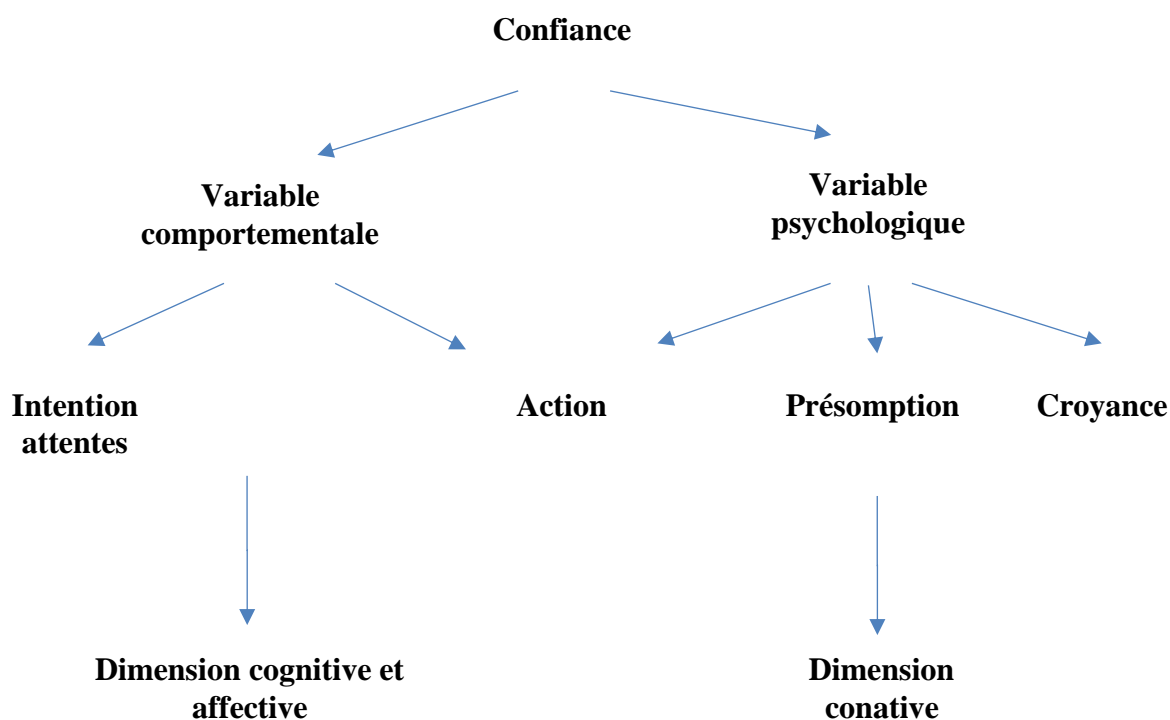 Confiance
Variable
comportementale
Variable
psychologique
Intention
attentes
Action
Présomption
Croyance
Dimension cognitive et
affective
Dimension
conative